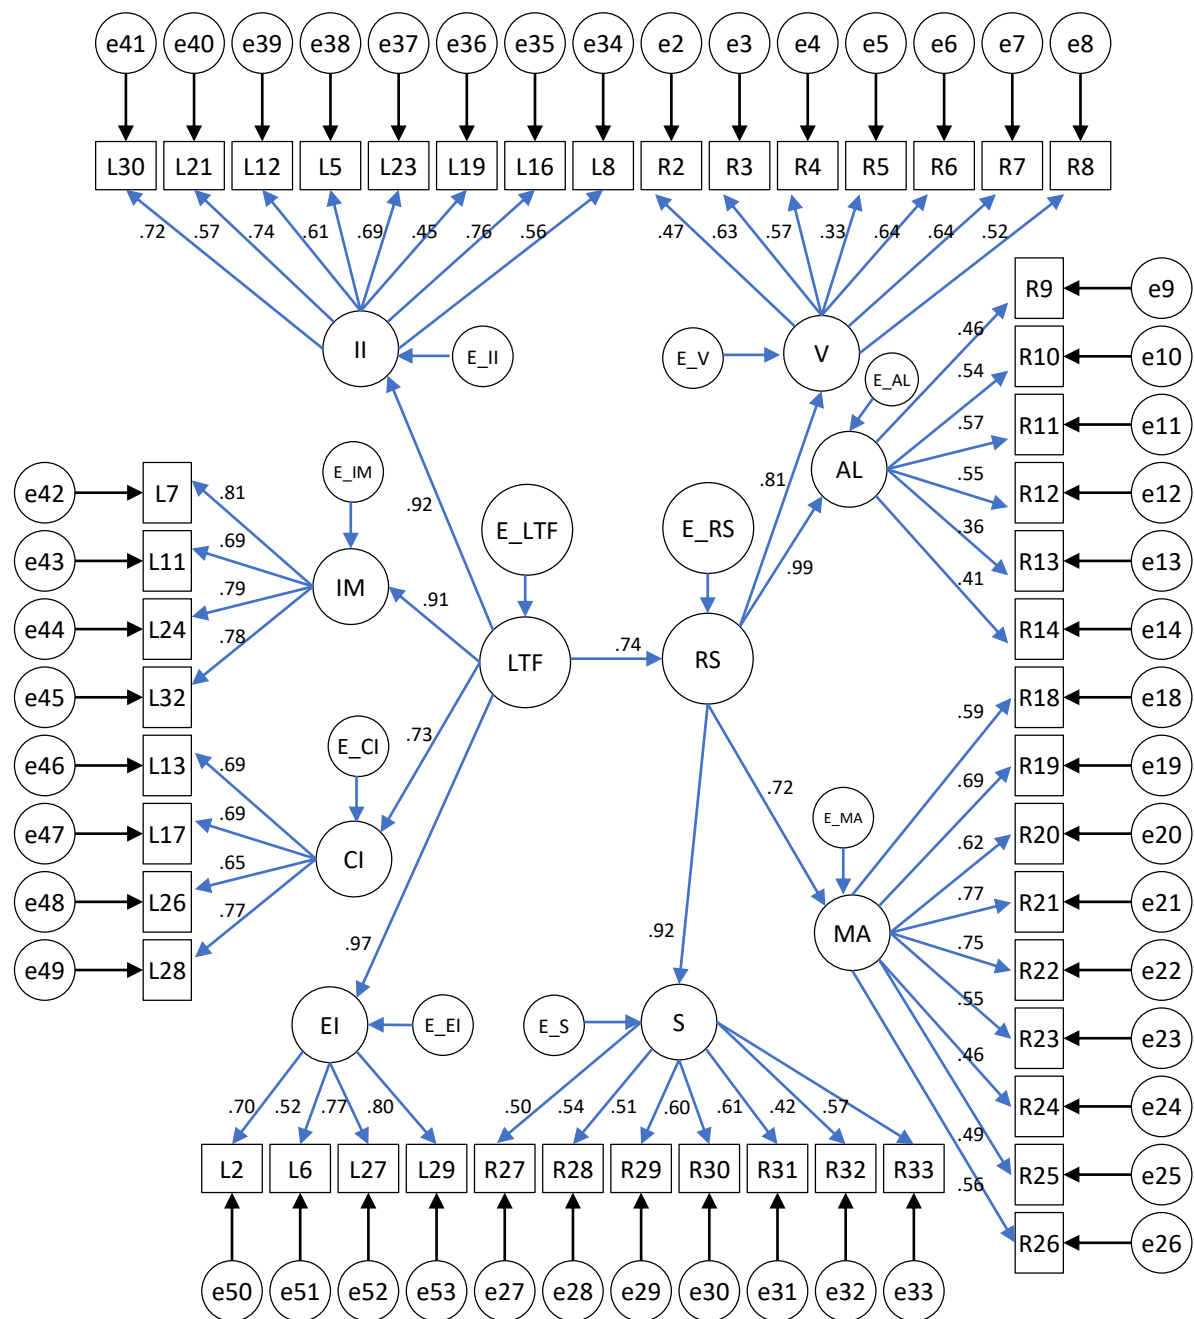 e41 e40 e39 e38 e37 e36 e35 e34 e2 e3 e4 e5 e6 e7 e8
L30 L21 L12 L5 L23 L19 L16 L8 R2 R3 R4 R5 R6 R7 R8
.72 .57 .74 .61 .69 .45 .76 .56 .47 .63 .57 .33 .64 .64 .52
R9 e9
.46
II E_II E_V V
R10 e10
E_AL
.54
R11 e11
.57
AL
E_IM
.81
.55
e42 L7 .81
R12 e12
.92
E_LTF E_RS
.36
e43 L11 .69
.99
R13 e13
IM
.79
.91
.41
e44 L24
.78
.74
R14 e14
LTF RS
e45 L32
R18 e18
.59
.73
E_CI
e46 L13 .69
R19 e19
.72
.69
.69
E_MA
e47 L17
R20 e20
.62
CI
.65
e48 L26
.77
R21 e21
.77
MA
.97
.92
.75
e49 L28
R22 e22
.55
EI E_EI E_S S
R23 e23
.46
.70 .52 .77 .80 .50 .54 .51 .60 .61 .42 .57
R24 e24
.49
L2 L6 L27 L29 R27 R28 R29 R30 R31 R32 R33
R25 e25
.56
R26 e26
e50 e51 e52 e53 e27 e28 e29 e30 e31 e32 e33